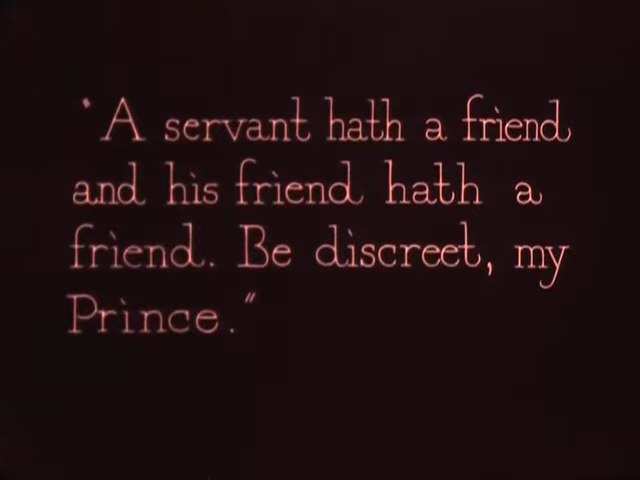 "A servant hath a friend
and his friend hath a
friend. Be discreet, my
Prince."